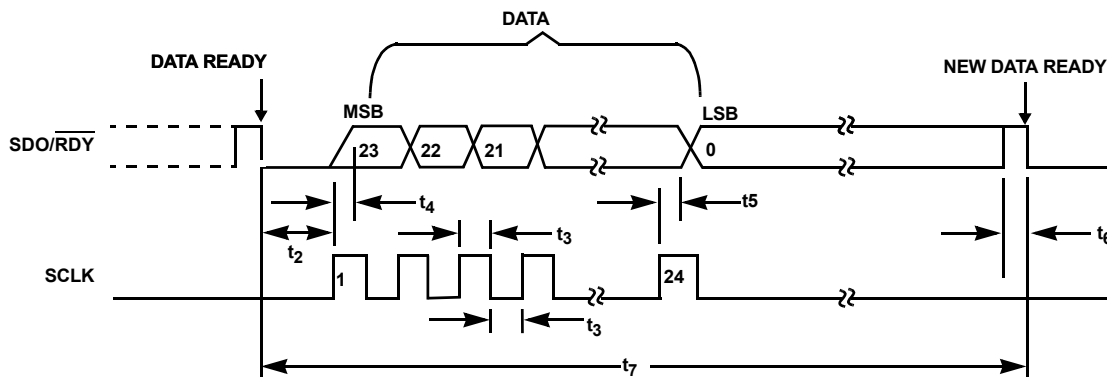 DATA
DATA READY
NEW DATA READY
MSB
LSB
SDO/RDY
23
22
21
0
t4
t5
t2
t3
t6
SCLK
1
24
t3
t7